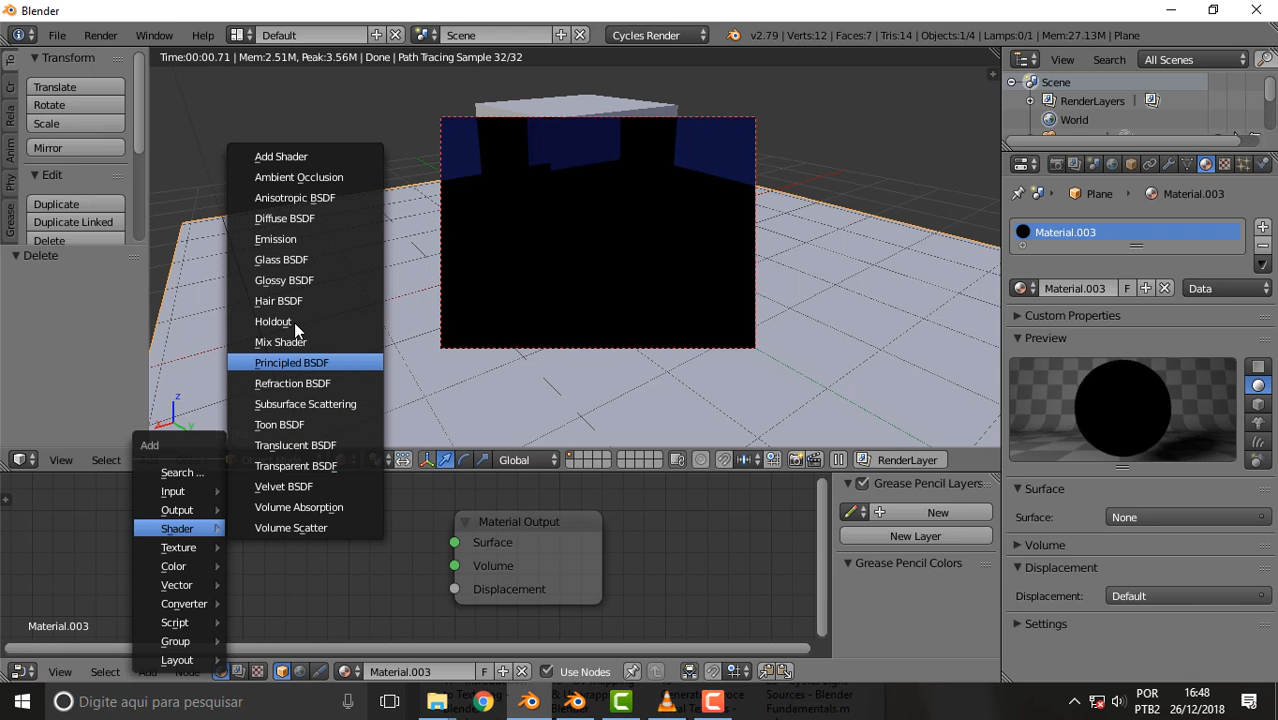 Blender
File Render Window Help Default Scene Cycles Render v2.79 | Verts:12 | Faces:7 | Tris:14 | Objects:1/4 | Lamps:0/1 | Mem:27.13M | Plane
Time:00:00.71 | Mem:2.51M, Peak:3.56M | Done | Path Tracing Sample 32/32
View Search All Scenes
Scene
RenderLayers
World
To
Cr
Rela
Anim
Phy
Grease
Transform
Translate
Rotate
Scale
Mirror
Edit
Duplicate
Duplicate Linked
Delete
Delete
Add Shader
Ambient Occlusion
Anisotropic BSDF
Diffuse BSDF
Emission
Glass BSDF
Glossy BSDF
Hair BSDF
Holdout
Mix Shader
Principled BSDF
Refraction BSDF
Subsurface Scattering
Toon BSDF
Translucent BSDF
Transparent BSDF
Velvet BSDF
Volume Absorption
Volume Scatter
Add
Search ...
Input
Output
Shader
Texture
Color
Vector
Converter
Script
Group
Layout
z
x
y
View Select Global RenderLayer
Material Output
Surface
Volume
Displacement
Material.003
Grease Pencil Layers
New
New Layer
Grease Pencil Colors
View Select Add Node Material.003 F Use Nodes
Plane Material.003
Material.003
Material.003 F Data
Custom Properties
Preview
Surface
Surface: None
Volume
Displacement
Displacement: Default
Settings
Digite aqui para pesquisar
POR
PTB2
16:48
26/12/2018